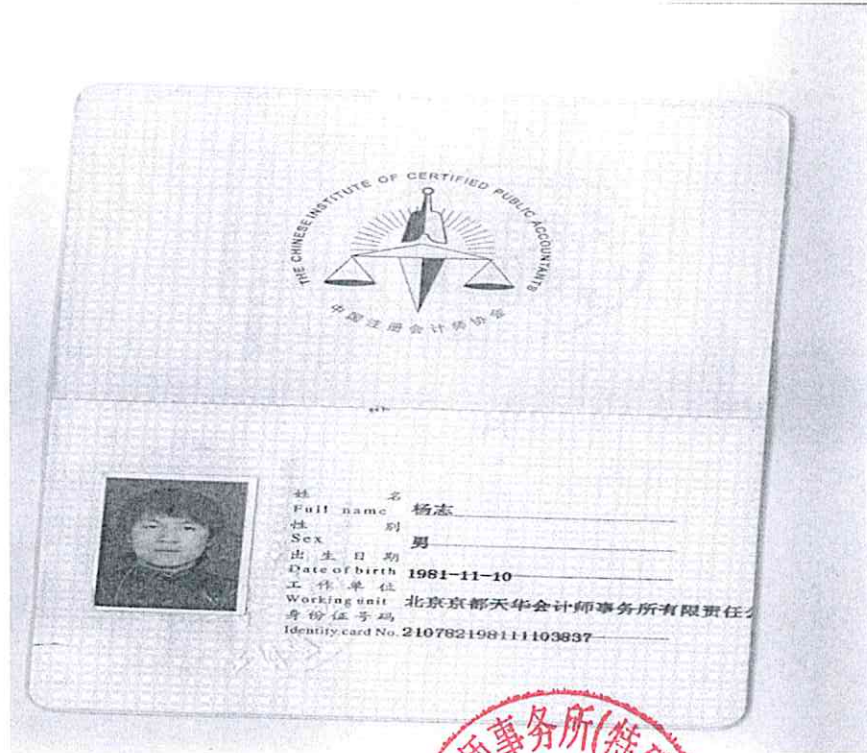 THE CHINESE INSTITUTE OF CERTIFIED PUBLIC ACCOUNTANTS
中国注册会计师协会
姓 名
Full name 杨志
性 别
Sex 男
出生日期
Date of birth 1981-11-10
工作单位
Working unit 北京京都天华会计师事务所有限责任
身份证号码
Identity card No. 210782198111103837
师事务所(特